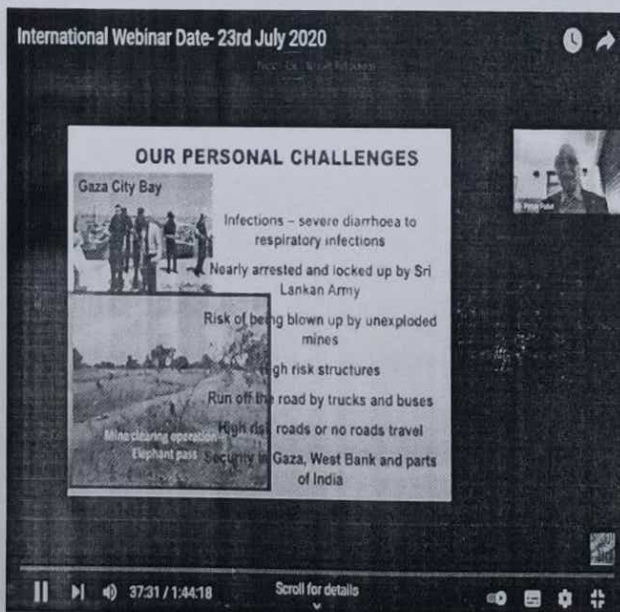 International Webinar Date- 23rd July 2020
OUR PERSONAL CHALLENGES
Gaza City Bay
Infections – severe diarrhoea to
respiratory infections
Nearly arrested and locked up by Sri
Lankan Army
Risk of being blown up by unexploded
mines
gh risk structures
Run off the road by trucks and buses
High risk roads or no roads travel
Security in Gaza, West Bank and parts
of India
Mine clearing operation
Elephant pass
37:31 / 1:44:18
Scroll for details